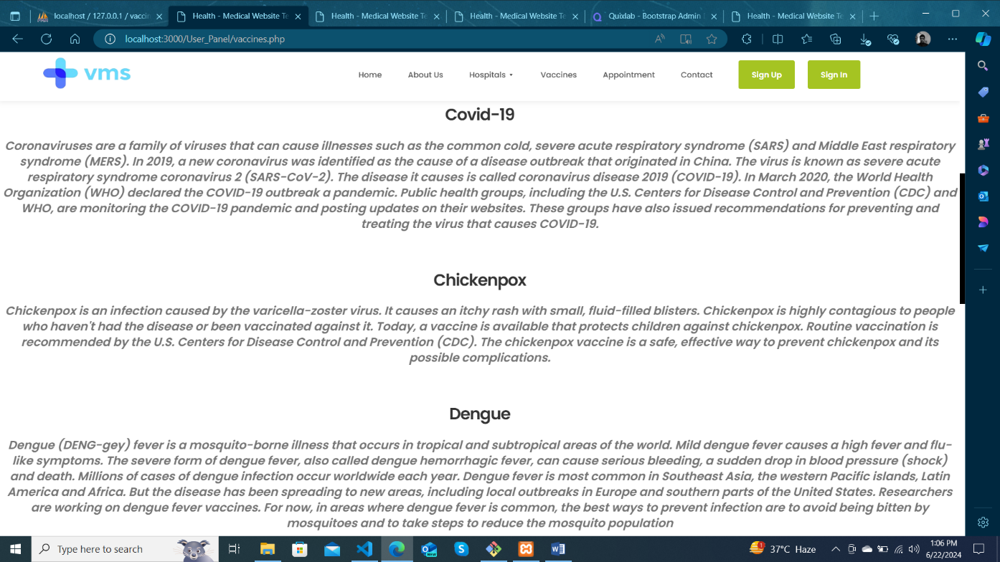 localhost / 127.0.0.1 / vaccin
Health - Medical Website Te
Health - Medical Website Te
Health - Medical Website Te
Quixlab - Bootstrap Admin
Health - Medical Website Te
localhost:3000/User_Panel/vaccines.php
vms
Home
About Us
Hospitals
Vaccines
Appointment
Contact
Sign Up
Sign In
Covid-19
Coronaviruses are a family of viruses that can cause illnesses such as the common cold, severe acute respiratory syndrome (SARS) and Middle East respiratory
syndrome (MERS). In 2019, a new coronavirus was identified as the cause of a disease outbreak that originated in China. The virus is known as severe acute
respiratory syndrome coronavirus 2 (SARS-CoV-2). The disease it causes is called coronavirus disease 2019 (COVID-19). In March 2020, the World Health
Organization (WHO) declared the COVID-19 outbreak a pandemic. Public health groups, including the U.S. Centers for Disease Control and Prevention (CDC) and
WHO, are monitoring the COVID-19 pandemic and posting updates on their websites. These groups have also issued recommendations for preventing and
treating the virus that causes COVID-19.
Chickenpox
Chickenpox is an infection caused by the varicella-zoster virus. It causes an itchy rash with small, fluid-filled blisters. Chickenpox is highly contagious to people
who haven't had the disease or been vaccinated against it. Today, a vaccine is available that protects children against chickenpox. Routine vaccination is
recommended by the U.S. Centers for Disease Control and Prevention (CDC). The chickenpox vaccine is a safe, effective way to prevent chickenpox and its
possible complications.
Dengue
Dengue (DENG-gey) fever is a mosquito-borne illness that occurs in tropical and subtropical areas of the world. Mild dengue fever causes a high fever and flu-
like symptoms. The severe form of dengue fever, also called dengue hemorrhagic fever, can cause serious bleeding, a sudden drop in blood pressure (shock)
and death. Millions of cases of dengue infection occur worldwide each year. Dengue fever is most common in Southeast Asia, the western Pacific islands, Latin
America and Africa. But the disease has been spreading to new areas, including local outbreaks in Europe and southern parts of the United States. Researchers
are working on dengue fever vaccines. For now, in areas where dengue fever is common, the best ways to prevent infection are to avoid being bitten by
mosquitoes and to take steps to reduce the mosquito population
Type here to search
37°C Haze
1:06 PM
6/22/2024